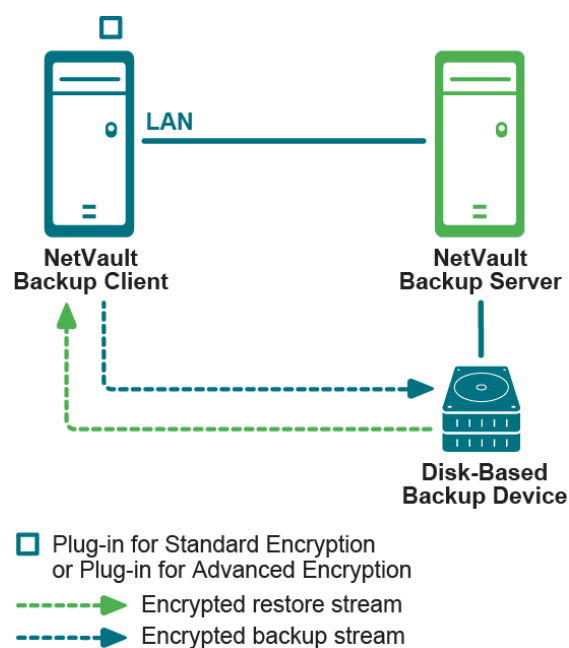 LAN
NetVault
Backup Client
NetVault
Backup Server
Disk-Based
Backup Device
Plug-in for Standard Encryption
or Plug-in for Advanced Encryption
Encrypted restore stream
Encrypted backup stream